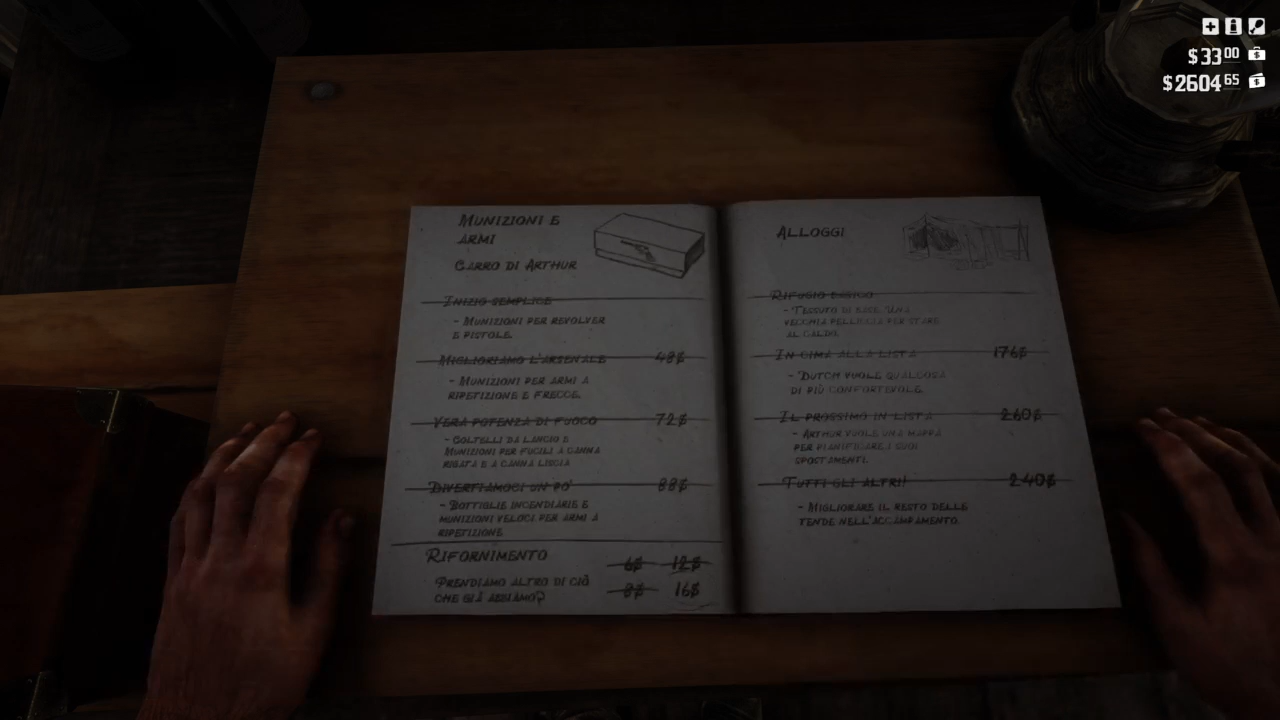 $33.00
$2604.65
MUNIZIONI E
ARMI
CARRO DI ARTHUR
INIZIO SEMPLICE
- MUNIZIONI PER REVOLVER
E PISTOLE.
MIGLIORIAMO L'ARSENALE 48$
- MUNIZIONI PER ARMI A
RIPETIZIONE E FRECCE.
VERA POTENZA DI FUOCO 72$
- COLTELLI DA LANCIO E
MUNIZIONI PER FUCILI A CANNA
RIGATA E A CANNA LISCIA
DIVERTIAMOCI UN PO' 88$
- BOTTIGLIE INCENDIARIE E
MUNIZIONI VELOCI PER ARMI A
RIPETIZIONE
RIFORNIMENTO 6$ 12$
PRENDIAMO ALTRO DI CIÒ 8$ 16$
CHE GIÀ ABBIAMO?
ALLOGGI
RIFUGIO BASICO
- TESSUTO DI BASE. UNA
VECCHIA PELLICCIA PER STARE
AL CALDO.
IN CIMA ALLA LISTA 176$
- DUTCH VUOLE QUALCOSA
DI PIÙ CONFORTEVOLE.
IL PROSSIMO IN LISTA 260$
- ARTHUR VUOLE UNA MAPPA
PER PIANIFICARE I SUOI
SPOSTAMENTI.
TUTTI GLI ALTRI! 240$
- MIGLIORARE IL RESTO DELLE
TENDE NELL'ACCAMPAMENTO.